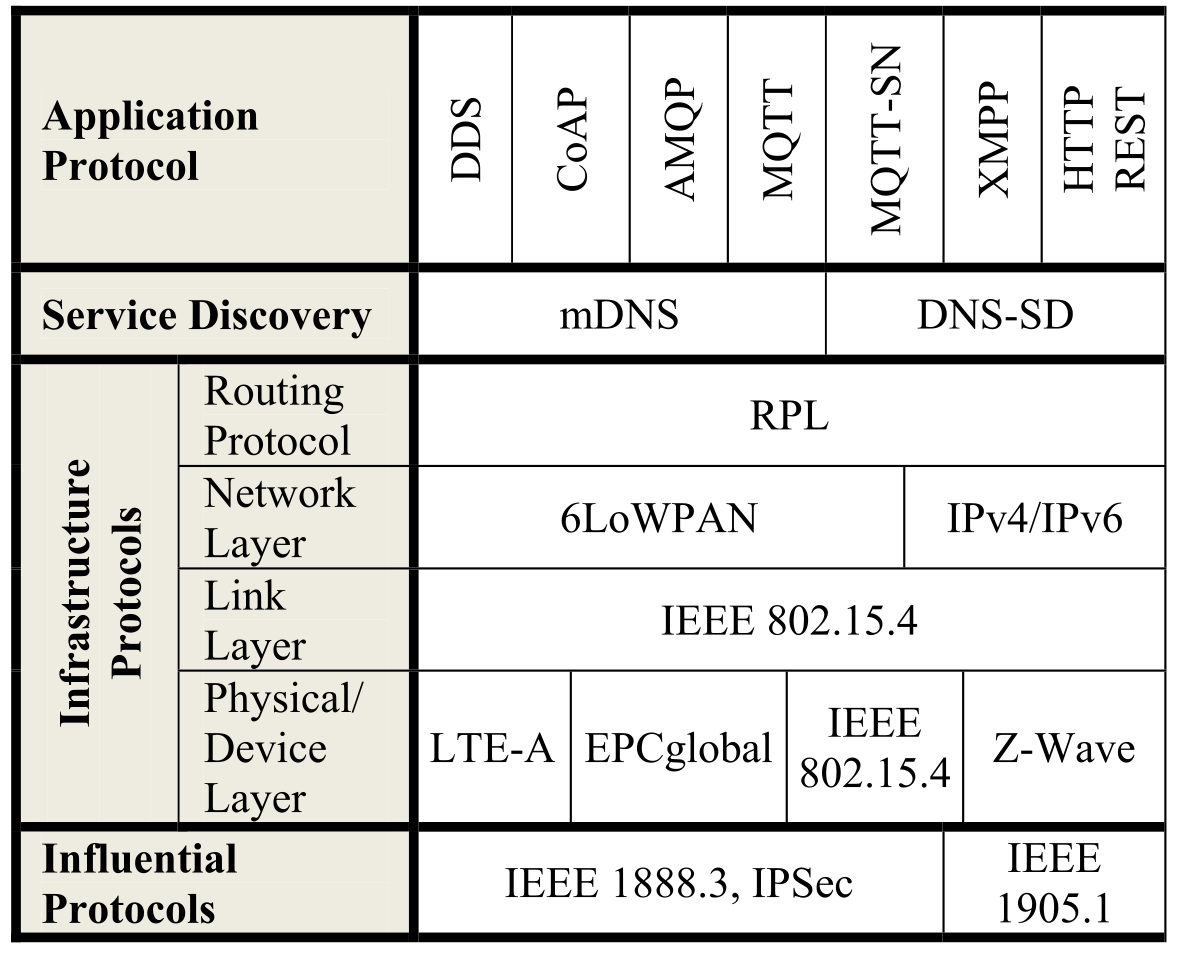 Application
Protocol
DDS
CoAP
AMQP
MQTT
MQTT-SN
XMPP
HTTP
REST
Service Discovery
mDNS
DNS-SD
Infrastructure
Protocols
Routing
Protocol
RPL
Network
Layer
6LoWPAN
IPv4/IPv6
Link
Layer
IEEE 802.15.4
Physical/
Device
Layer
LTE-A
EPCglobal
IEEE
802.15.4
Z-Wave
Influential
Protocols
IEEE 1888.3, IPSec
IEEE
1905.1